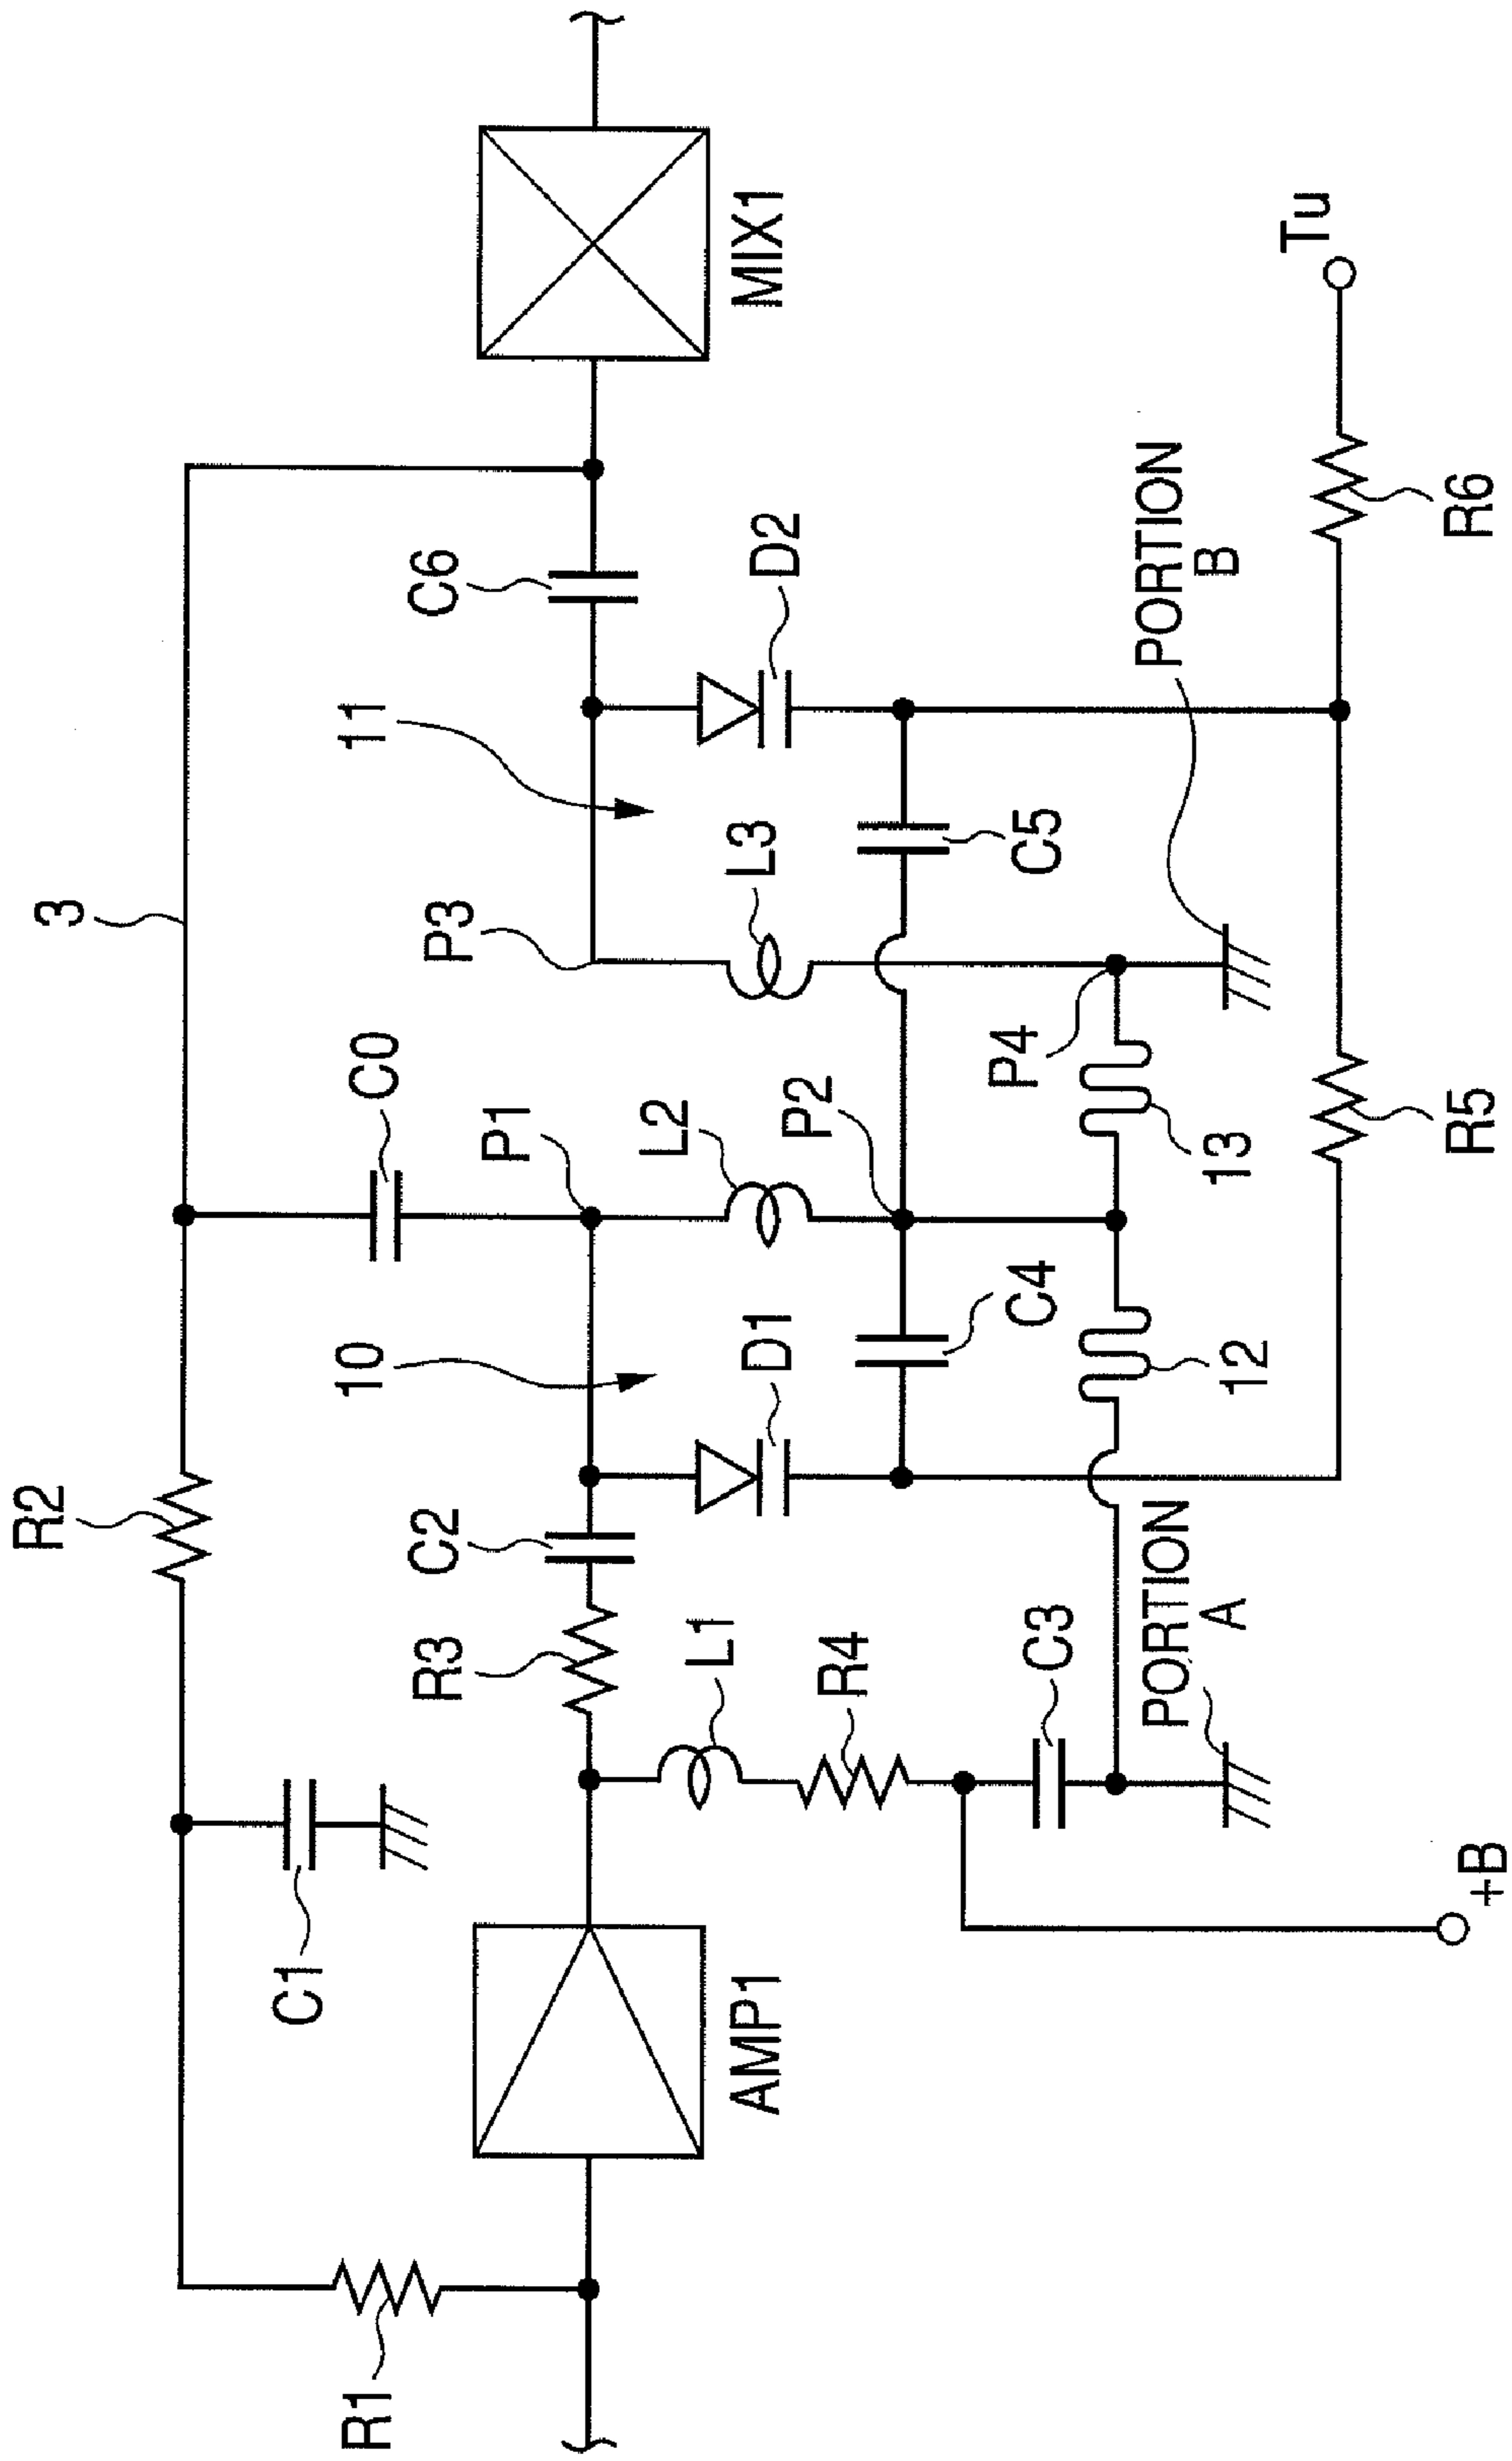 3
R2
C0
C1
R1
10
11
P1
P3
C2
C6
R3
L1
L2
L3
D1
D2
AMP1
MIX1
R4
P2
C3
C4
C5
P4
12
13
PORTION
A
PORTION
B
Tu
R5
R6
+B